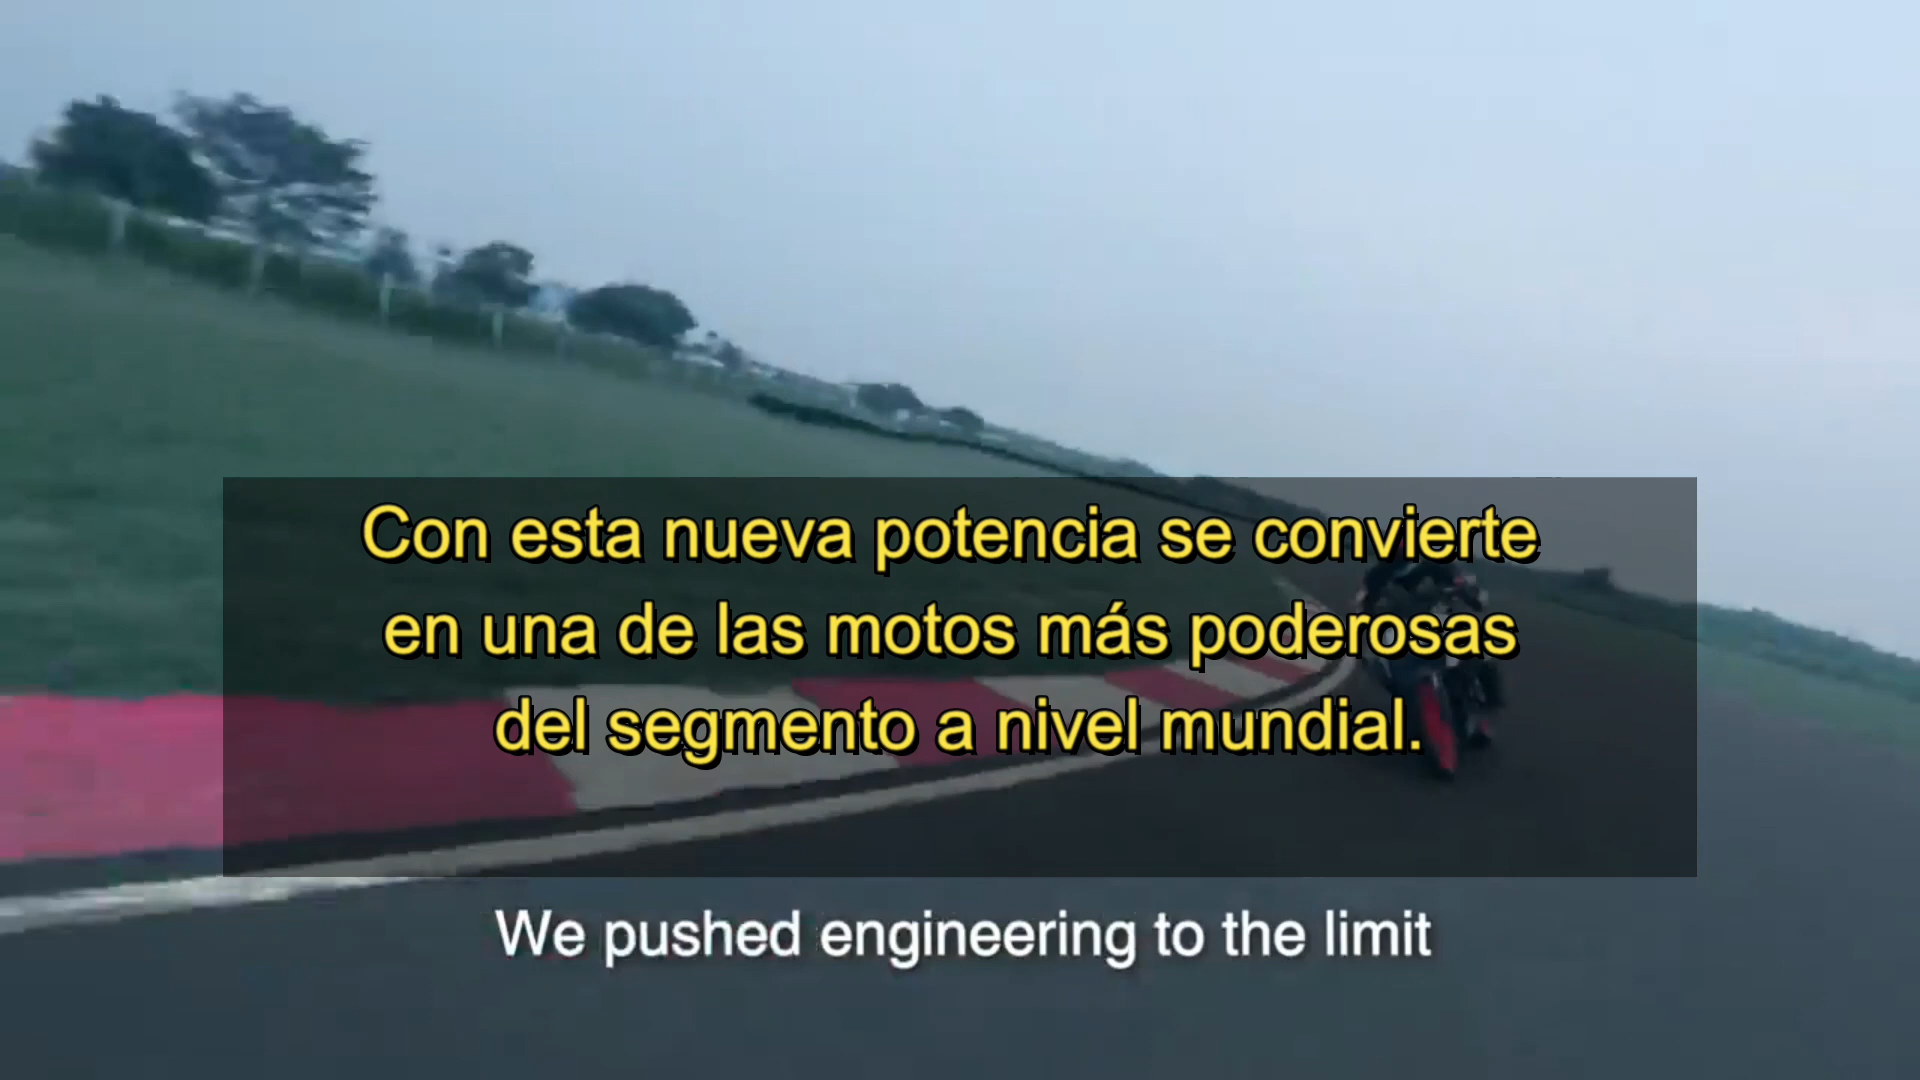 Con esta nueva potencia se convierte
en una de las motos más poderosas
del segmento a nivel mundial.
We pushed engineering to the limit